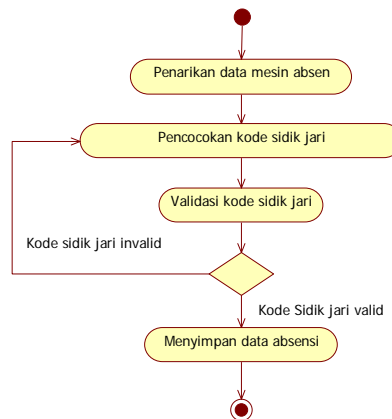 Penarikan data mesin absen
Pencocokan kode sidik jari
Validasi kode sidik jari
Kode sidik jari invalid
Kode Sidik jari valid
Menyimpan data absensi